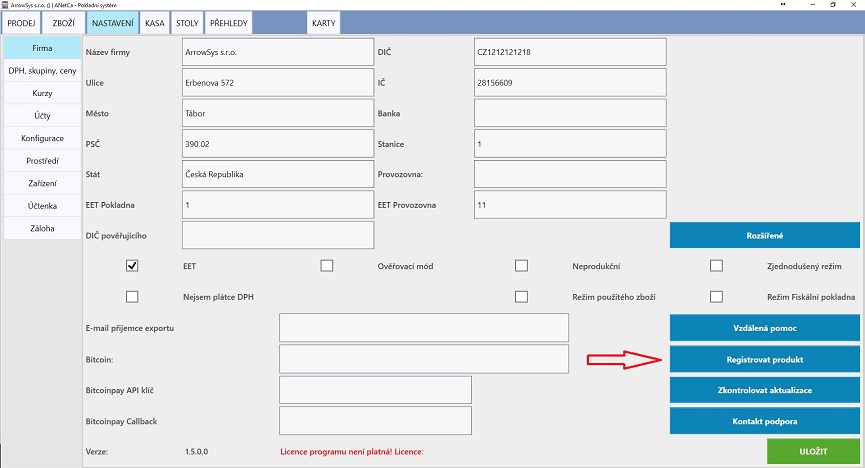 ArrowSys s.r.o. () | ANetCa - Pokladní systém
PRODEJ ZBOŽÍ NASTAVENÍ KASA STOLY PŘEHLEDY KARTY
Firma
DPH, skupiny, ceny
Kurzy
Účty
Konfigurace
Prostředí
Zařízení
Účtenka
Záloha
Název firmy ArrowSys s.r.o. DIČ CZ1212121218
Ulice Erbenova 572 IČ 28156609
Město Tábor Banka
PSČ 390 02 Stanice 1
Stát Česká Republika Provozovna:
EET Pokladna 1 EET Provozovna 11
DIČ pověřujícího Rozšířené
EET Ověřovací mód Neprodukční Zjednodušený režim
Nejsem plátce DPH Režim použitého zboží Režim Fiskální pokladna
E-mail příjemce exportu Vzdálená pomoc
Bitcoin: Registrovat produkt
Bitcoinpay API klíč Zkontrolovat aktualizace
Bitcoinpay Callback Kontakt podpora
Verze: 1.5.0.0 Licence programu není platná! Licence: ULOŽIT